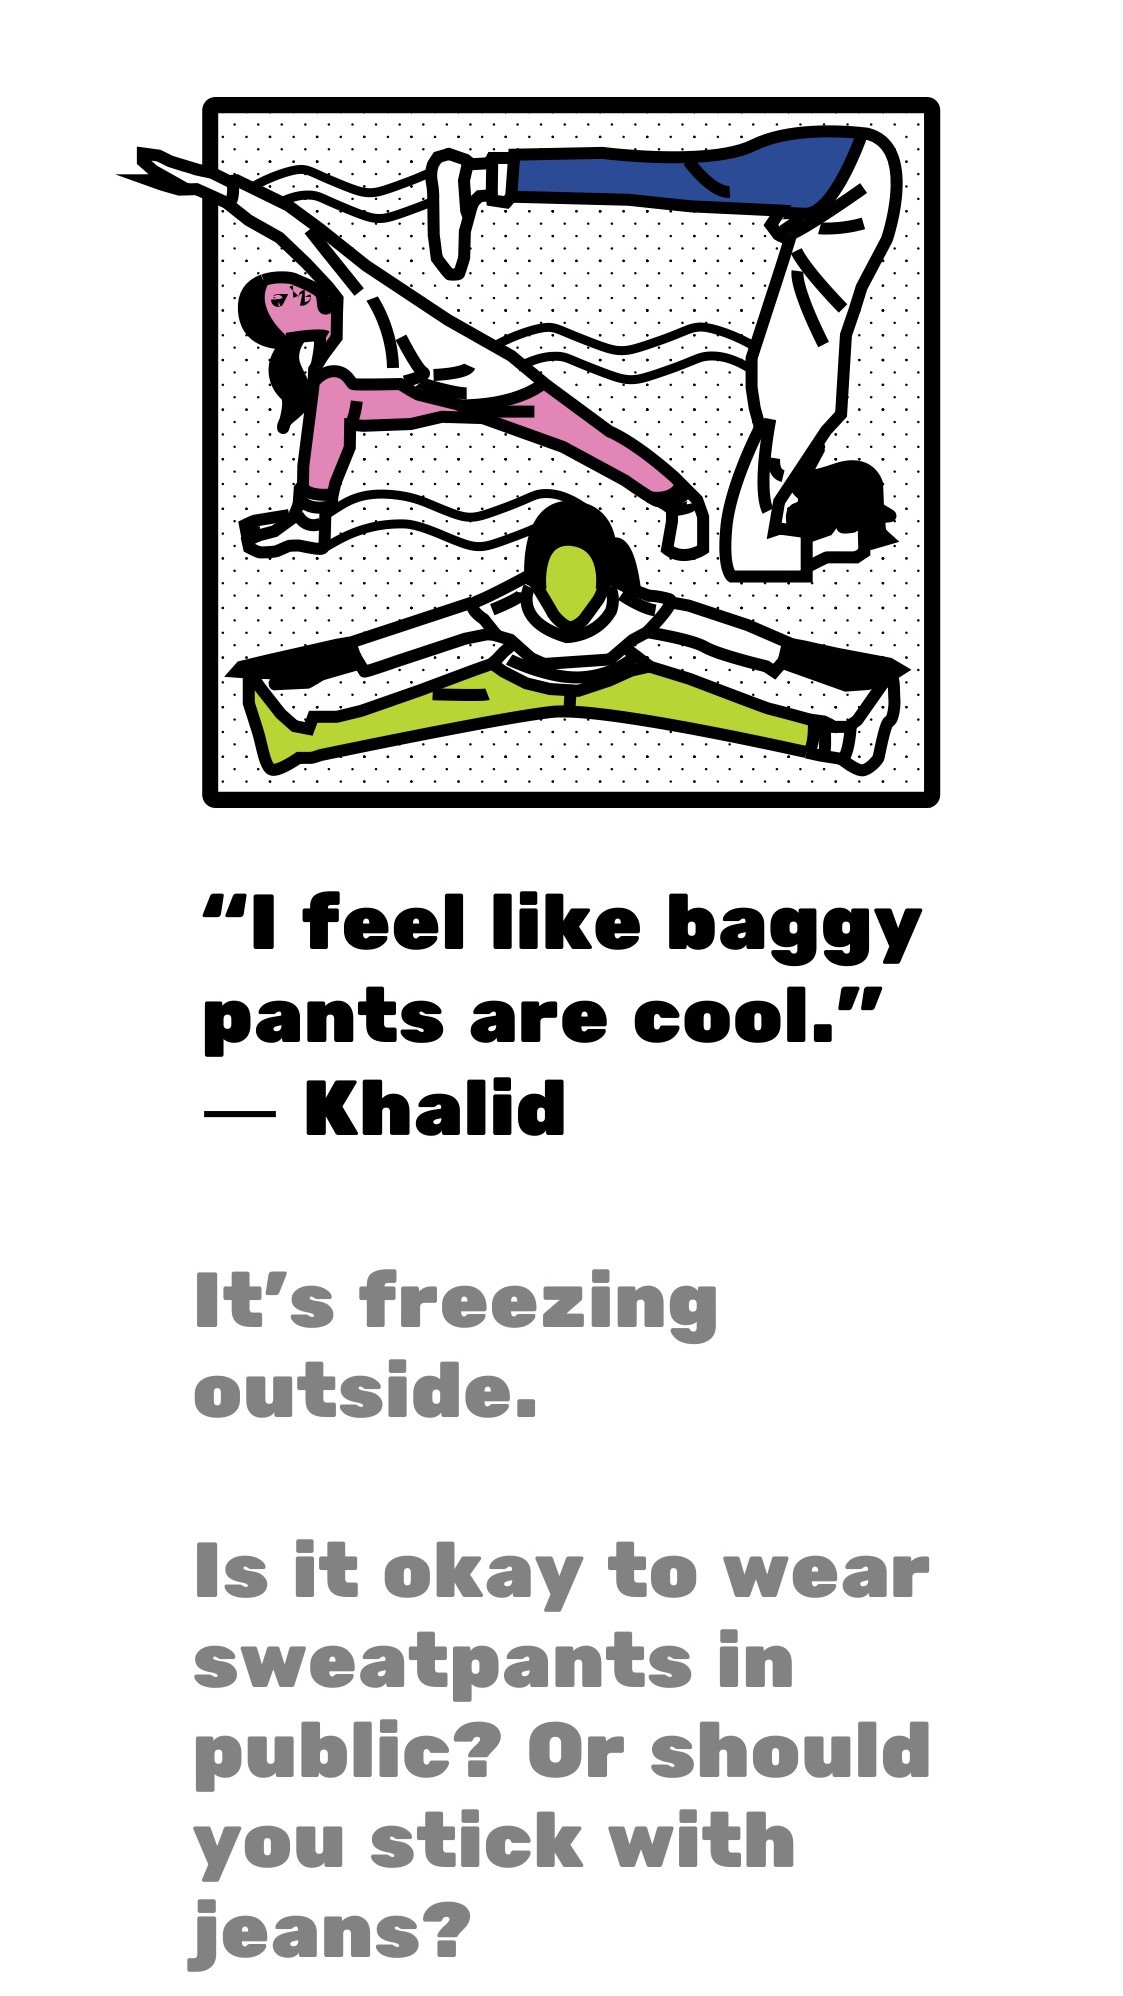 “I feel like baggy
pants are cool.”
— Khalid
It’s freezing
outside.
Is it okay to wear
sweatpants in
public? Or should
you stick with
jeans?